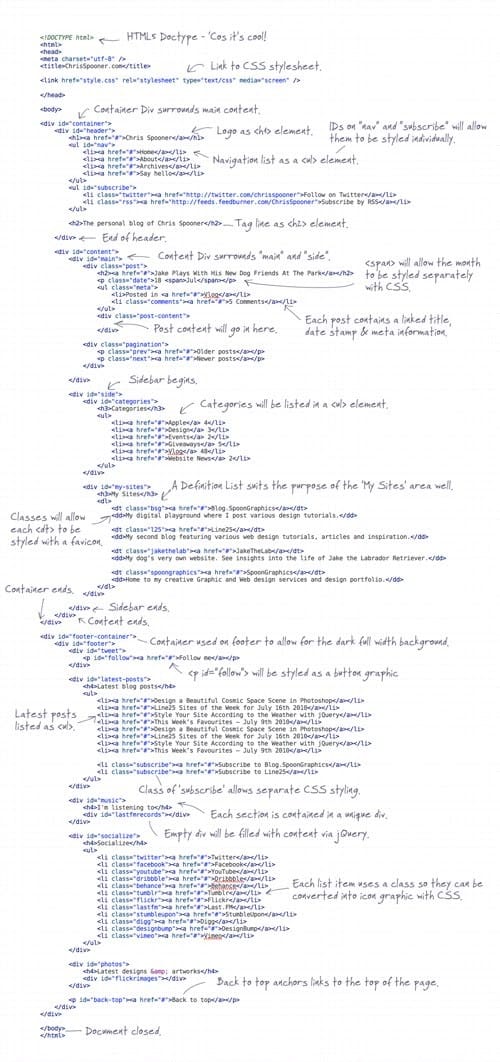 <!DOCTYPE html> HTML5 Doctype - 'Cos it's cool!
<html>
<head>
<meta charset="utf-8" />
<title>ChrisSpooner.com</title> Link to CSS stylesheet.
<link href="style.css" rel="stylesheet" type="text/css" media="screen" />
</head>
<body> Container Div surrounds main content.
<div id="container">
<div id="header"> Logo as <h1> element. IDs on "nav" and "subscribe" will allow
<h1><a href="#">Chris Spooner</a></h1> them to be styled individually.
<ul id="nav">
<li><a href="#">Home</a></li> Navigation list as a <ul> element.
<li><a href="#">About</a></li>
<li><a href="#">Archives</a></li>
<li><a href="#">Say hello</a></li>
</ul>
<ul id="subscribe">
<li class="twitter"><a href="http://twitter.com/chrisspooner">Follow on Twitter</a></li>
<li class="rss"><a href="http://feeds.feedburner.com/ChrisSpooner">Subscribe by RSS</a></li>
</ul>
<h2>The personal blog of Chris Spooner</h2> Tag line as <h2> element.
</div> End of header.
<div id="content"> Content Div surrounds "main" and "side".
<div id="main">
<div class="post"> <span> will allow the month
<h2><a href="#">Jake Plays With His New Dog Friends At The Park</a></h2> to be styled separately
<p class="date">18 <span>Jul</span></p> with CSS.
<ul class="meta">
<li>Posted in <a href="#">Vlog</a></li>
<li class="comments"><a href="#">5 Comments</a></li>
</ul> Each post contains a linked title,
<div class="post-content"> date stamp & meta information.
</div> Post content will go in here.
<div class="pagination">
<p class="prev"><a href="#">Older posts</a></p>
<p class="next"><a href="#">Newer posts</a></p>
</div>
</div> Sidebar begins.
<div id="side">
<div id="categories"> Categories will be listed in a <ul> element.
<h3>Categories</h3>
<ul>
<li><a href="#">Apple</a> 4</li>
<li><a href="#">Design</a> 3</li>
<li><a href="#">Events</a> 2</li>
<li><a href="#">Giveaways</a> 5</li>
<li><a href="#">Vlog</a> 48</li>
<li><a href="#">Website News</a> 2</li>
</ul>
</div>
<div id="my-sites"> A Definition List suits the purpose of the 'My Sites' area well.
<h3>My Sites</h3>
<dl>
<dt class="bsg"><a href="#">Blog.SpoonGraphics</a></dt>
Classes will allow <dd>My digital playground where I post various design tutorials.</dd>
each <dt> to be <dt class="l25"><a href="#">Line25</a></dt>
styled with a favicon. <dd>My second blog featuring various web design tutorials, articles and inspiration.</dd>
<dt class="jakethelab"><a href="#">JakeTheLab</a></dt>
<dd>My dog's very own website. See insights into the life of Jake the Labrador Retriever.</dd>
<dt class="spoongraphics"><a href="#">SpoonGraphics</a></dt>
<dd>Home to my creative Graphic and Web design services and design portfolio.</dd>
</dl>
Container ends. </div>
</div> Sidebar ends.
</div>
</div> Content ends.
<div id="footer-container"> Container used on footer to allow for the dark full width background.
<div id="footer">
<div id="tweet">
<p id="follow"><a href="#">Follow me</a></p>
</div> <p id="follow"> will be styled as a button graphic
<div id="latest-posts">
<h4>Latest blog posts</h4>
<ul>
<li><a href="#">Design a Beautiful Cosmic Space Scene in Photoshop</a></li>
<li><a href="#">Line25 Sites of the Week for July 16th 2010</a></li>
Latest posts <li><a href="#">Style Your Site According to the Weather with jQuery</a></li>
listed as <ul>. <li><a href="#">This Week's Favourites – July 9th 2010</a></li>
<li><a href="#">Design a Beautiful Cosmic Space Scene in Photoshop</a></li>
<li><a href="#">Line25 Sites of the Week for July 16th 2010</a></li>
<li><a href="#">Style Your Site According to the Weather with jQuery</a></li>
<li><a href="#">This Week's Favourites – July 9th 2010</a></li>
<li class="subscribe"><a href="#">Subscribe to Blog.SpoonGraphics</a></li>
<li class="subscribe"><a href="#">Subscribe to Line25</a></li>
</ul>
</div> Class of 'subscribe' allows separate CSS styling.
<div id="music">
<h4>I'm listening to</h4>
<div id="lastfmrecords"></div> Each section is contained in a unique div.
</div> Empty div will be filled with content via jQuery.
<div id="socialize">
<h4>Socialize</h4>
<ul>
<li class="twitter"><a href="#">Twitter</a></li>
<li class="facebook"><a href="#">Facebook</a></li>
<li class="youtube"><a href="#">YouTube</a></li>
<li class="dribbble"><a href="#">Dribbble</a></li>
<li class="behance"><a href="#">Behance</a></li>
<li class="tumblr"><a href="#">Tumblr</a></li> Each list item uses a class so they can be
<li class="flickr"><a href="#">Flickr</a></li> converted into icon graphic with CSS.
<li class="lastfm"><a href="#">Last.FM</a></li>
<li class="stumbleupon"><a href="#">StumbleUpon</a></li>
<li class="digg"><a href="#">Digg</a></li>
<li class="designbump"><a href="#">DesignBump</a></li>
<li class="vimeo"><a href="#">Vimeo</a></li>
</ul>
</div>
<div id="photos">
<h4>Latest designs &amp; artworks</h4>
<div id="flickrimages"></div>
</div> Back to top anchors links to the top of the page.
<p id="back-top"><a href="#">Back to top</a></p>
</div>
</div>
</body> Document closed.
</html>